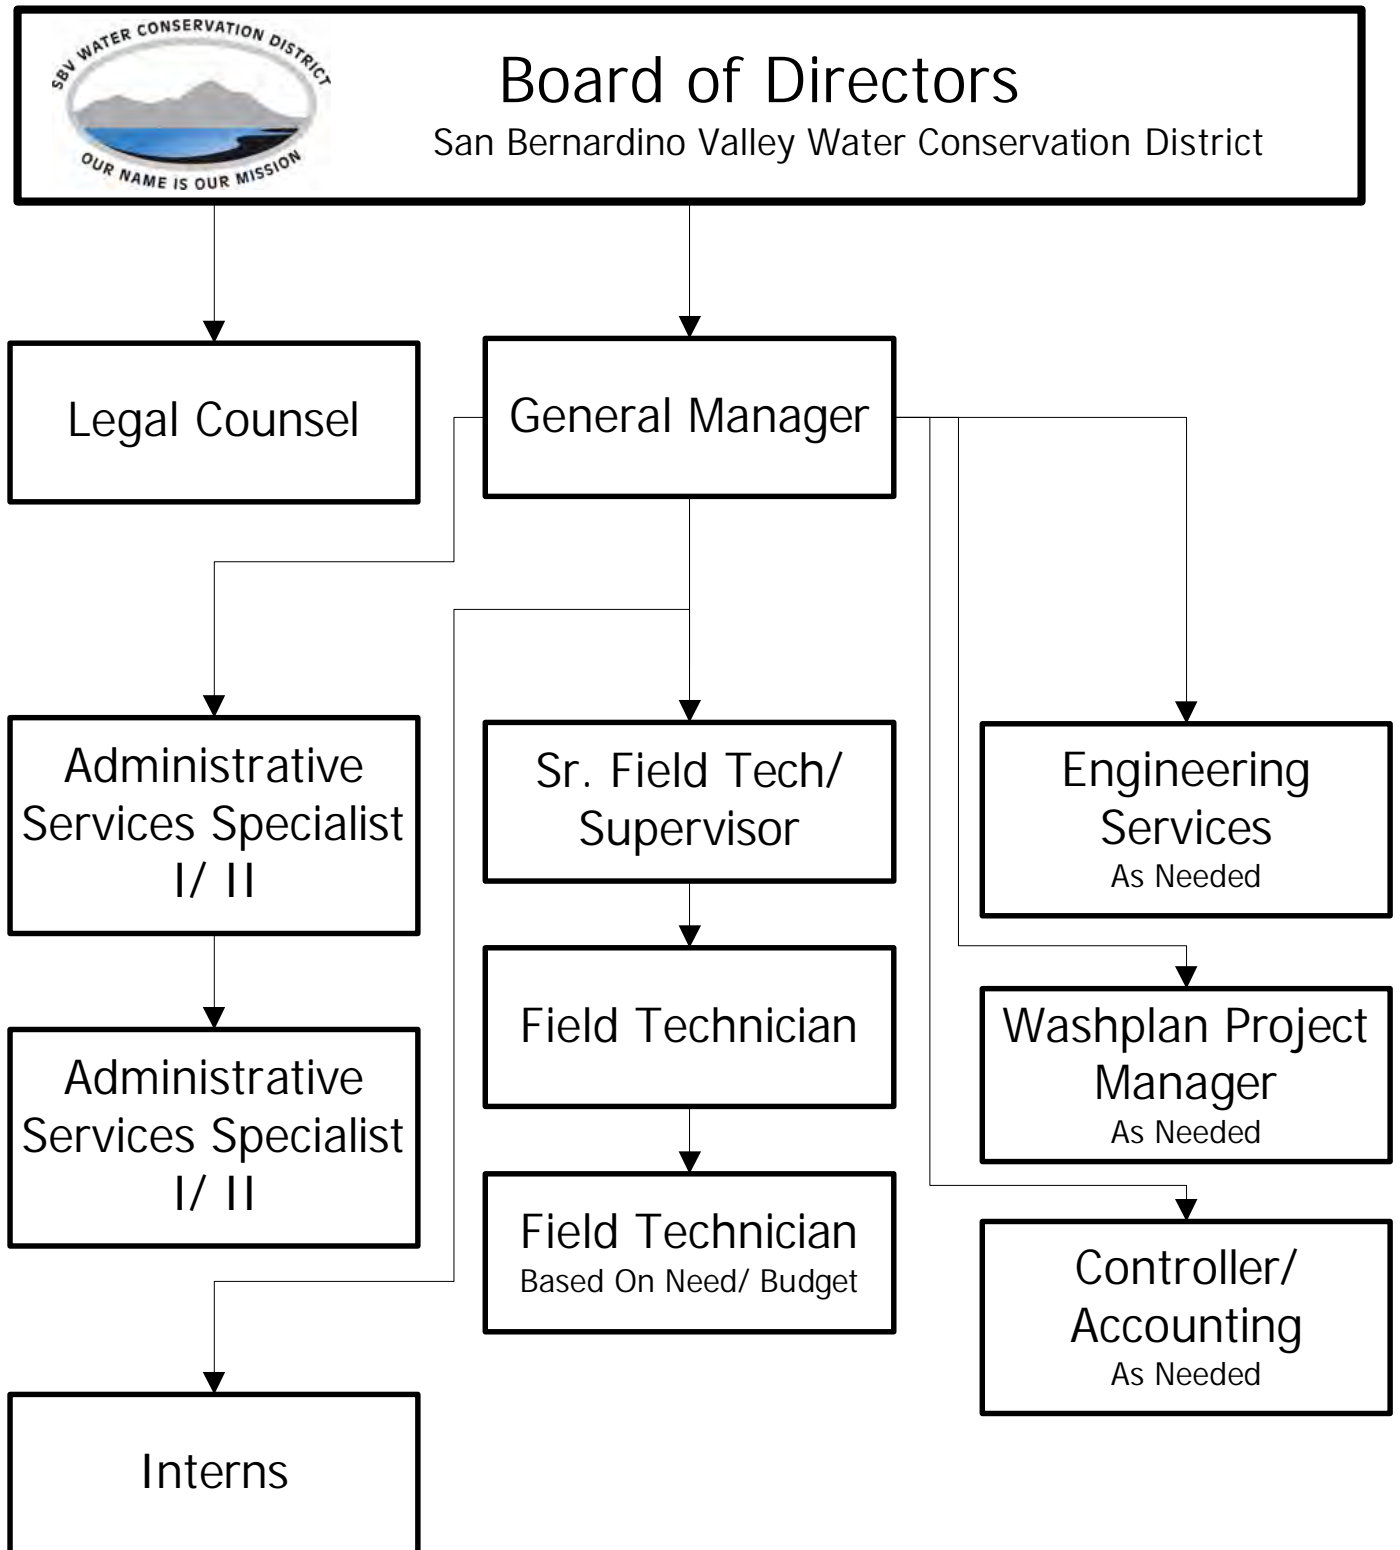 SBV WATER CONSERVATION DISTRICT
OUR NAME IS OUR MISSION
Board of Directors
San Bernardino Valley Water Conservation District
Legal Counsel
General Manager
Administrative
Services Specialist
I/ II
Sr. Field Tech/
Supervisor
Engineering
Services
As Needed
Administrative
Services Specialist
I/ II
Field Technician
Washplan Project
Manager
As Needed
Field Technician
Based On Need/ Budget
Controller/
Accounting
As Needed
Interns